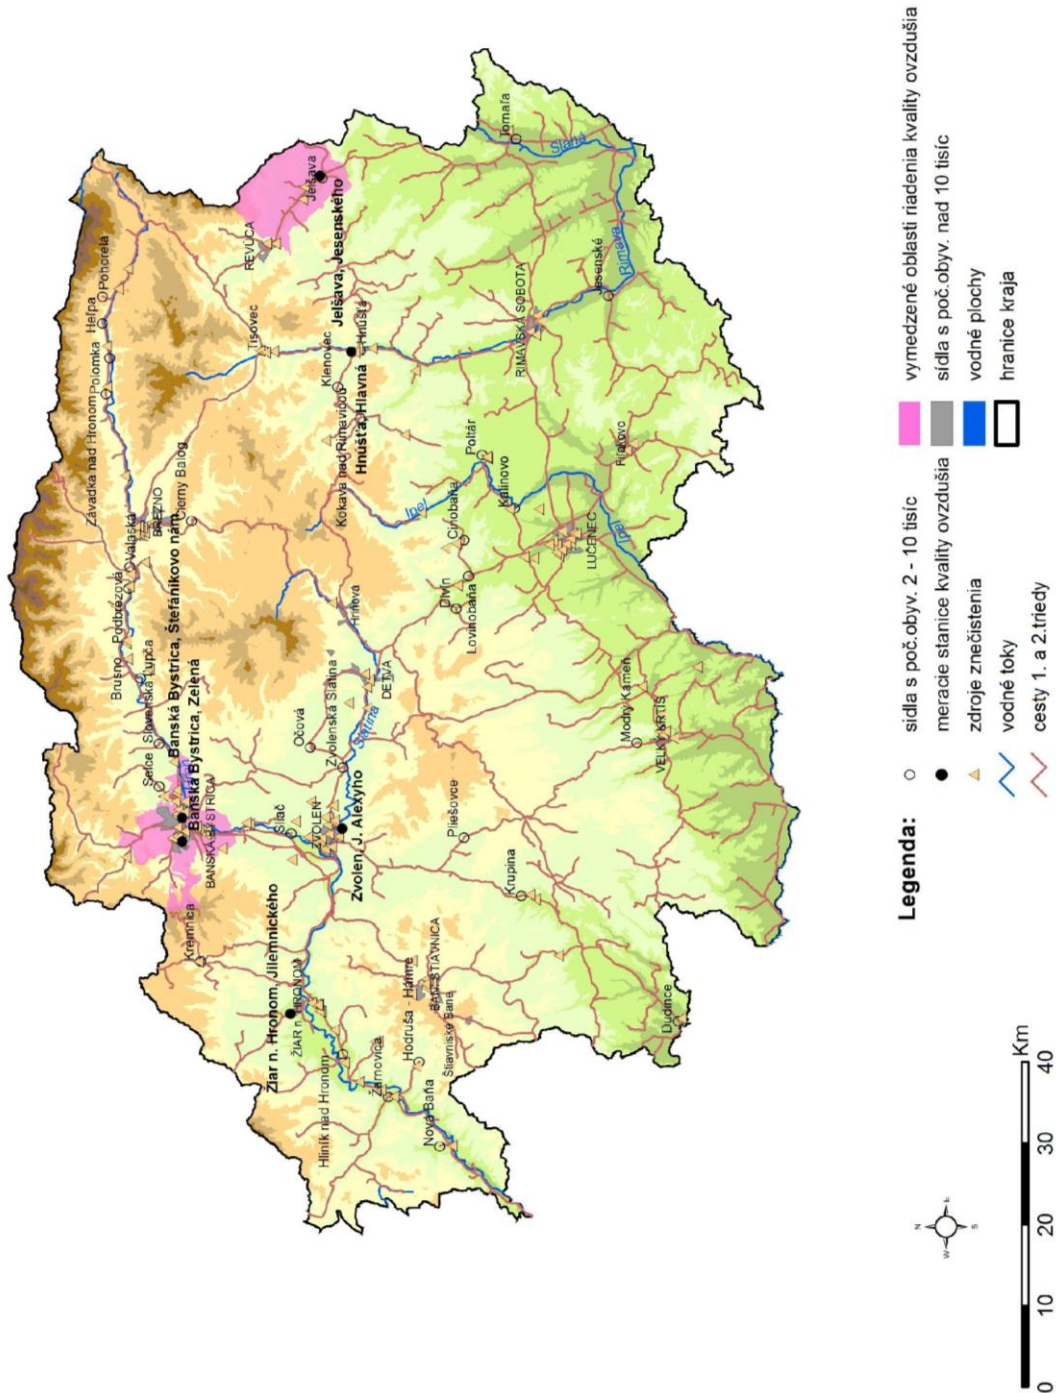 Závadka nad Hronom
Polomka
Heľpa
Pohorelá
Brusno
Podbrezová
Valaská
BREZNO
Čierny Balog
Selce
Slovenská Ľupča
Banská Bystrica, Štefánikovo nám.
Banská Bystrica, Zelená
BANSKÁ BYSTRICA
Kremnica
Tisovec
REVÚCA
Jelšava
Jelšava, Jesenského
Klenovec
Hnúšťa
Hnúšťa, Hlavná
Kokava nad Rimavicou
Žiar n. Hronom, Jilemnického
ŽIAR n. HRONOM
Sliač
ZVOLEN
Zvolen, J. Alexyho
Očová
Zvolenská Slatina
Slatina
DETVA
Hriňová
Hliník nad Hronom
Žarnovica
Hodruša - Hámre
BAN. ŠTIAVNICA
Štiavnické Bane
Nová Baňa
Pliešovce
Krupina
Divín
Lovinobaňa
Cinobaňa
Ipeľ
Poltár
Kalinovo
LUČENEC
Ipeľ
Fiľakovo
RIMAVSKÁ SOBOTA
Jesenské
Rimava
Slaná
Tornaľa
Modrý Kameň
VEĽKÝ KRTÍŠ
Dudince
N
W E
S
0 10 20 30 40
Km
Legenda:
sídla s poč.obyv. 2 - 10 tisíc
meracie stanice kvality ovzdušia
zdroje znečistenia
vodné toky
cesty 1. a 2.triedy
vymedzené oblasti riadenia kvality ovzdušia
sídla s poč.obyv. nad 10 tisíc
vodné plochy
hranice kraja